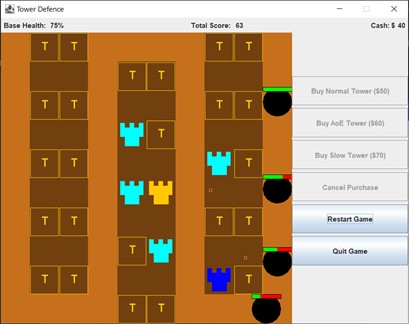 Tower Defence
Base Health: 75%
Total Score: 63
Cash: $ 40
T T T T
T T
T T T T
T
T T T
T T T T
T
T T T
T T
Buy Normal Tower ($50)
Buy AoE Tower ($60)
Buy Slow Tower ($70)
Cancel Purchase
Restart Game
Quit Game